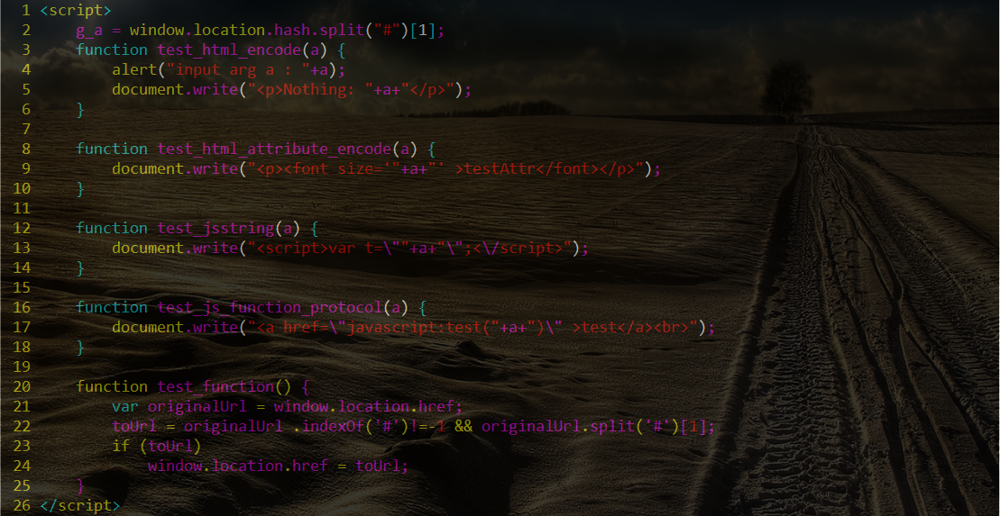 1 <script>
2 g_a = window.location.hash.split("#")[1];
3 function test_html_encode(a) {
4 alert("input arg a : "+a);
5 document.write("<p>Nothing: "+a+"</p>");
6 }
7
8 function test_html_attribute_encode(a) {
9 document.write("<p><font size='"+a+"' >testAttr</font></p>");
10 }
11
12 function test_jsstring(a) {
13 document.write("<script>var t=\""+a+"\";<\/script>");
14 }
15
16 function test_js_function_protocol(a) {
17 document.write("<a href=\"javascript:test("+a+")\" >test</a><br>");
18 }
19
20 function test_function() {
21 var originalUrl = window.location.href;
22 toUrl = originalUrl .indexOf('#')!=-1 && originalUrl.split('#')[1];
23 if (toUrl)
24 window.location.href = toUrl;
25 }
26 </script>